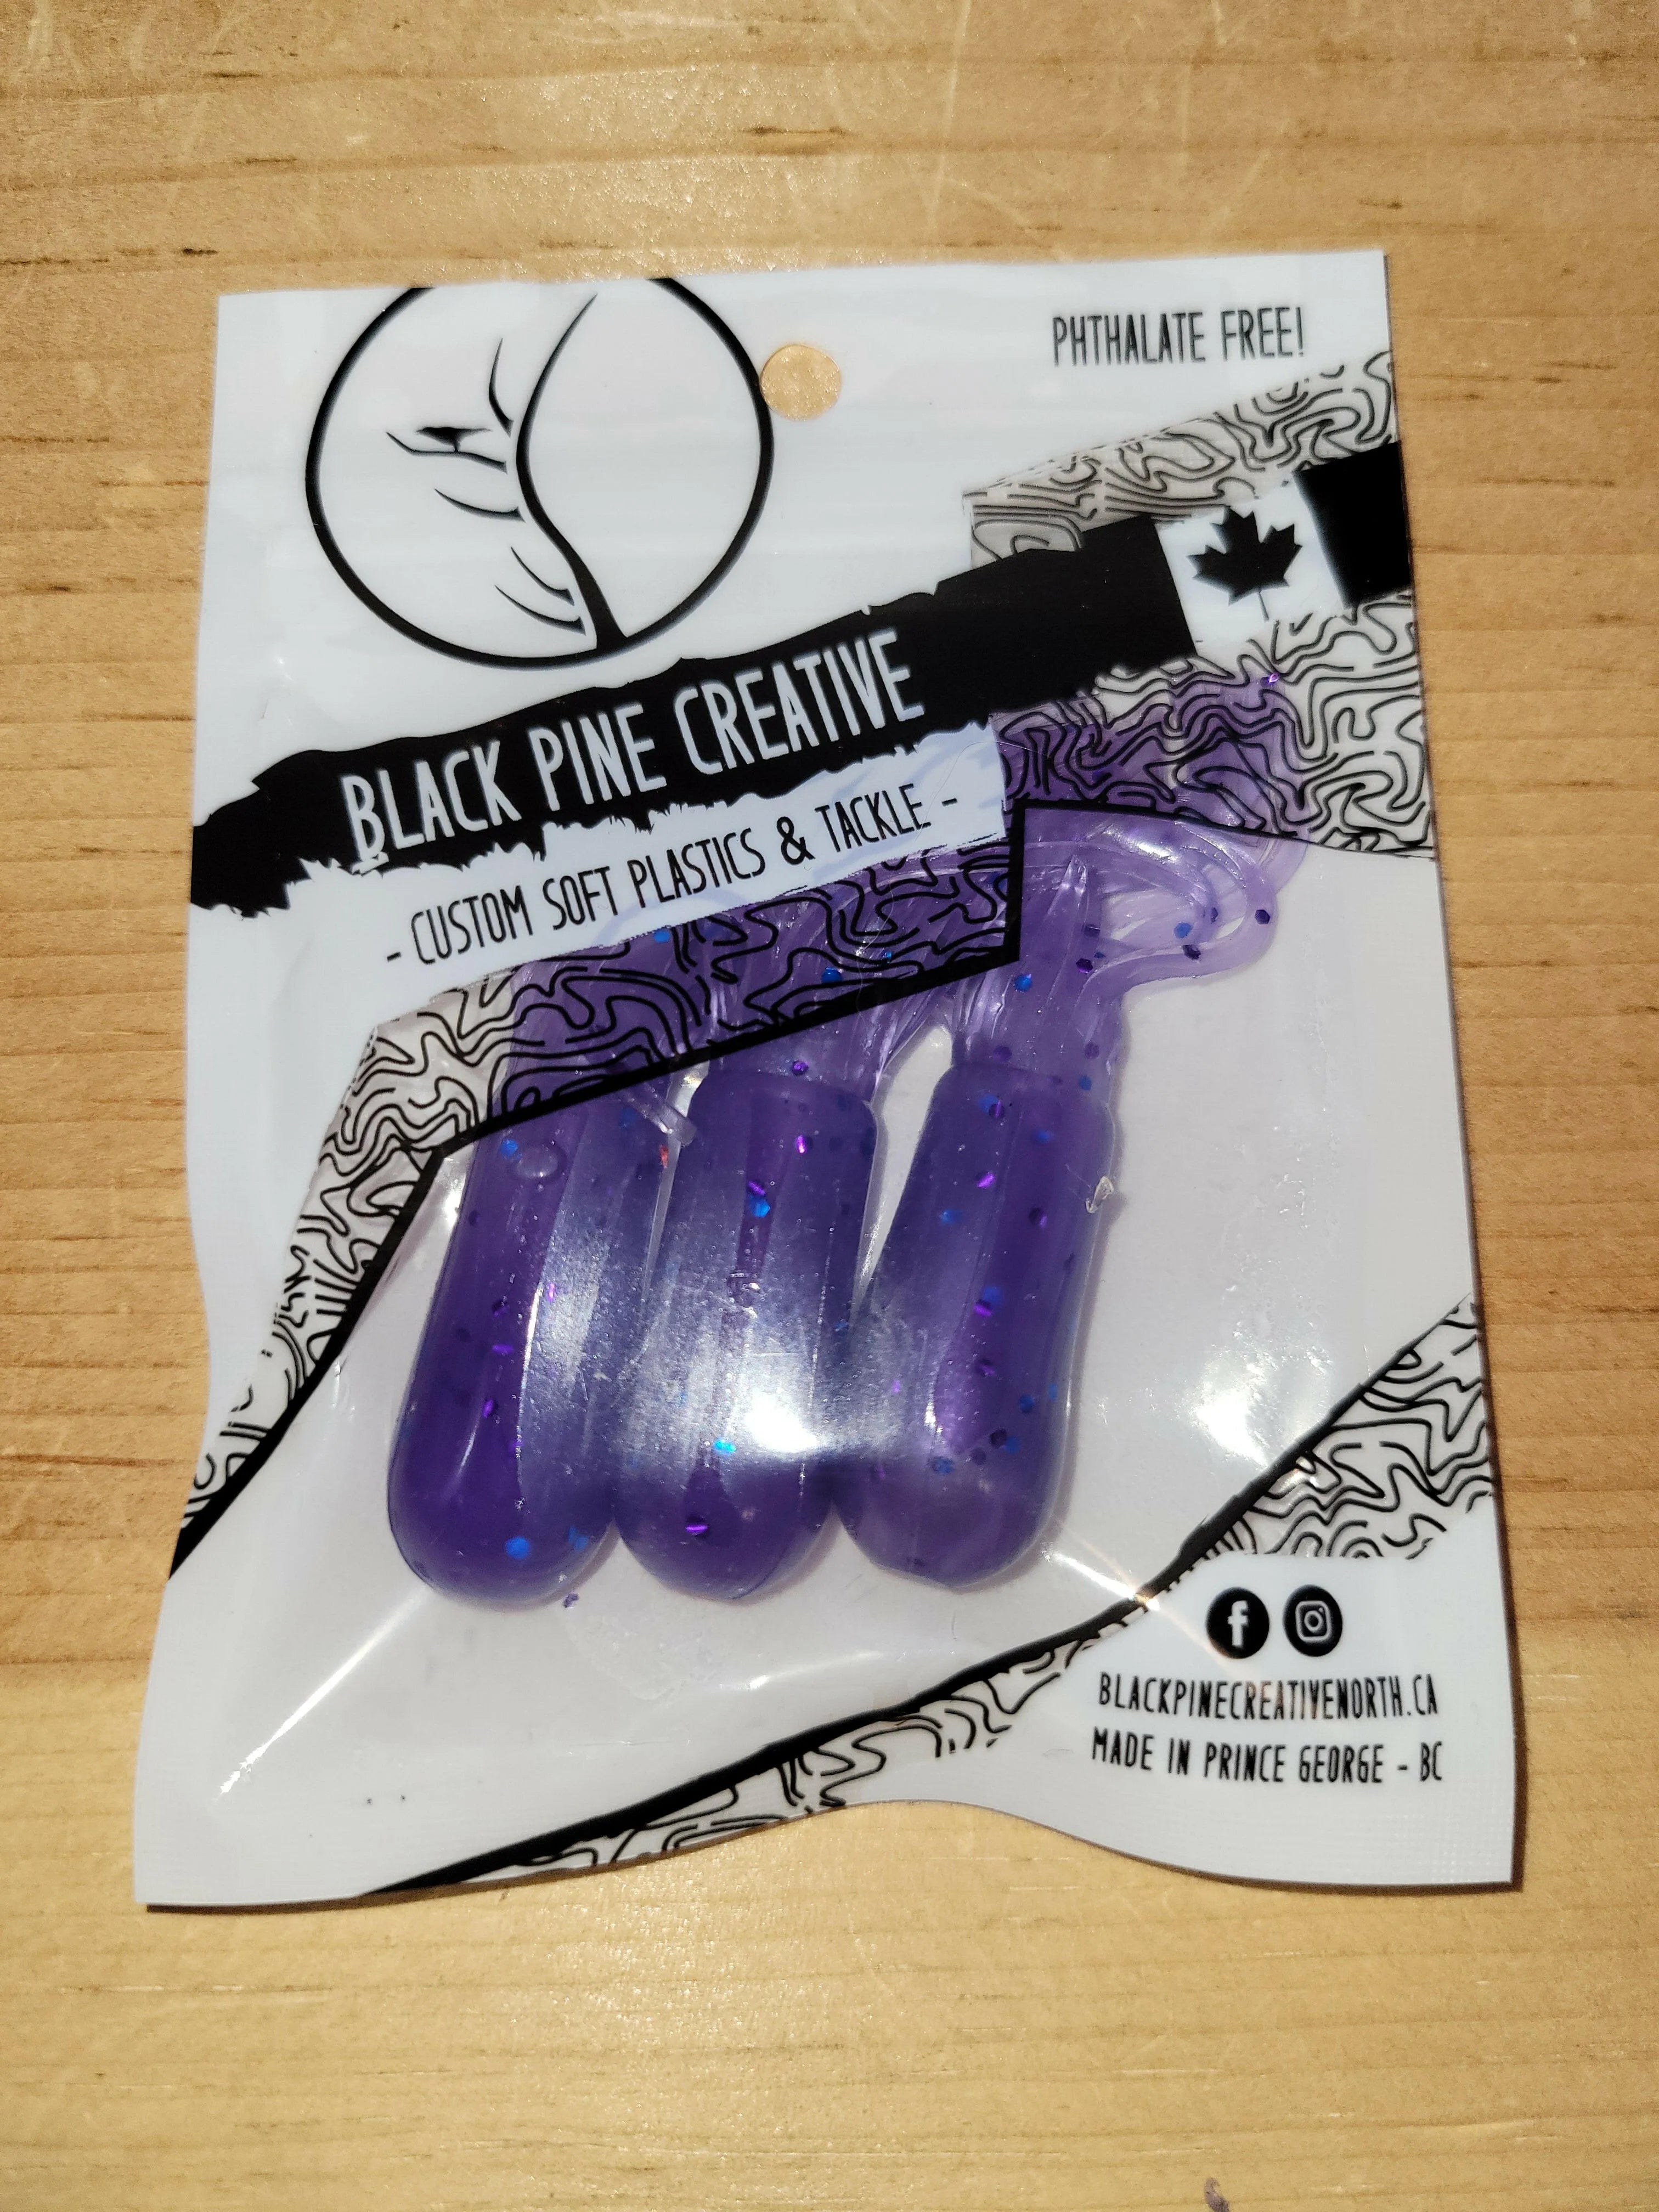 PHTHALATE FREE!
BLACK PINE CREATIVE
- CUSTOM SOFT PLASTICS & TACKLE -
f
BLACKPINECREATIVENORTH.CA
MADE IN PRINCE GEORGE - BC